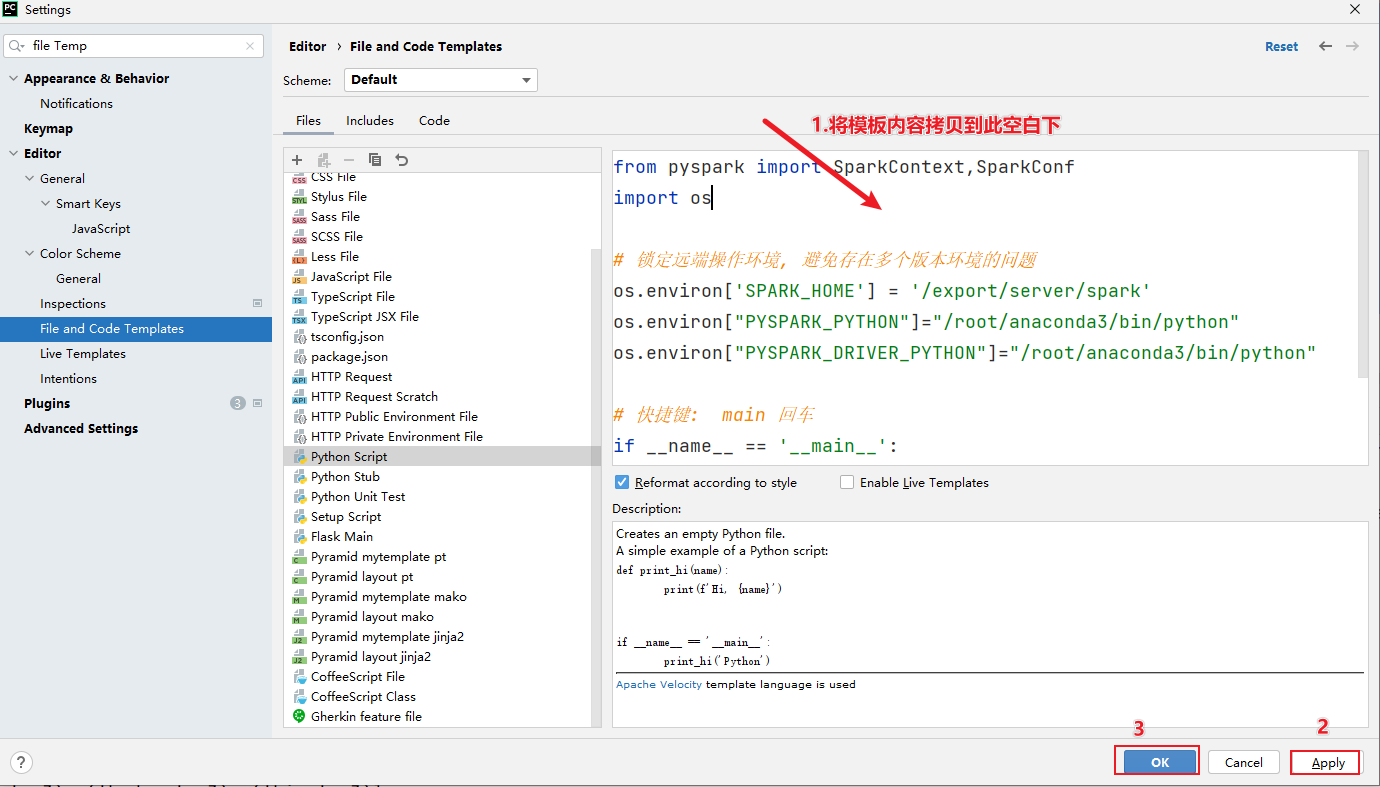 PC Settings
file Temp
Appearance & Behavior
Notifications
Keymap
Editor
General
Smart Keys
JavaScript
Color Scheme
General
Inspections
File and Code Templates
Live Templates
Intentions
Plugins 3
Advanced Settings
Editor › File and Code Templates
Reset
Scheme: Default
Files Includes Code
1.将模板内容拷贝到此空白下
CSS File
Stylus File
Sass File
SCSS File
Less File
JavaScript File
TypeScript File
TypeScript JSX File
tsconfig.json
package.json
HTTP Request
HTTP Request Scratch
HTTP Public Environment File
HTTP Private Environment File
Python Script
Python Stub
Python Unit Test
Setup Script
Flask Main
Pyramid mytemplate pt
Pyramid layout pt
Pyramid mytemplate mako
Pyramid layout mako
Pyramid mytemplate jinja2
Pyramid layout jinja2
CoffeeScript File
CoffeeScript Class
Gherkin feature file
from pyspark import SparkContext,SparkConf
import os
# 锁定远端操作环境, 避免存在多个版本环境的问题
os.environ['SPARK_HOME'] = '/export/server/spark'
os.environ["PYSPARK_PYTHON"]="/root/anaconda3/bin/python"
os.environ["PYSPARK_DRIVER_PYTHON"]="/root/anaconda3/bin/python"
# 快捷键: main 回车
if __name__ == '__main__':
Reformat according to style
Enable Live Templates
Description:
Creates an empty Python file.
A simple example of a Python script:
def print_hi(name):
print(f'Hi, {name}')
if __name__ == '__main__':
print_hi('Python')
Apache Velocity template language is used
3
2
?
OK
Cancel
Apply